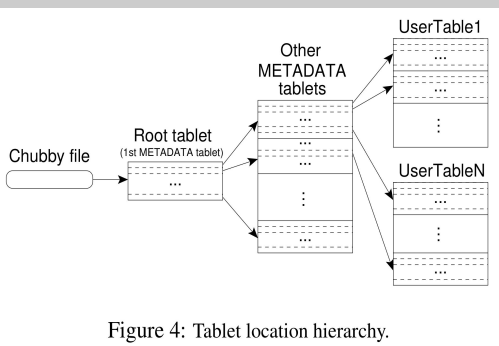 UserTable1
Other
METADATA
tablets
...
...
Root tablet
(1st METADATA tablet)
...
...
...
Chubby file
...
UserTableN
...
...
...
Figure 4: Tablet location hierarchy.